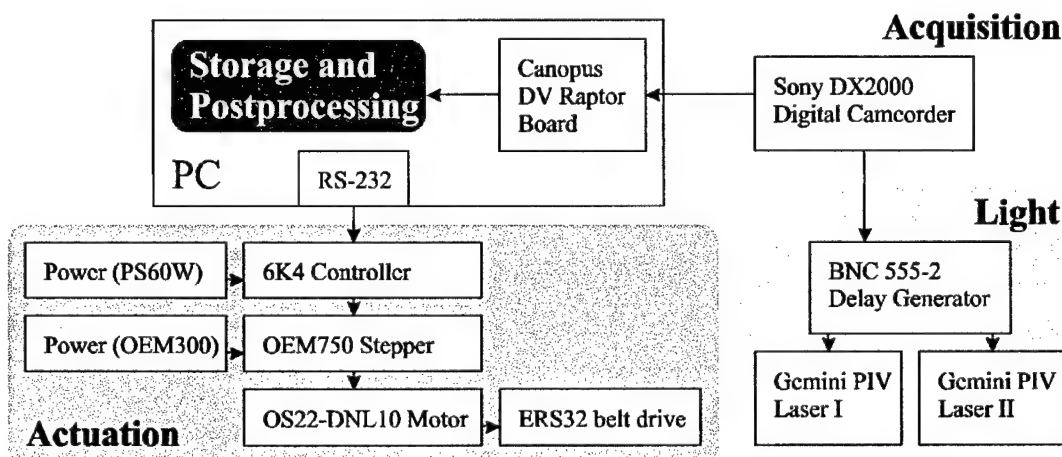 Acquisition
Storage and
Postprocessing
Canopus
DV Raptor
Board
Sony DX2000
Digital Camcorder
PC
RS-232
Light
Power (PS60W)
6K4 Controller
BNC 555-2
Delay Generator
Power (OEM300)
OEM750 Stepper
Gemini PIV
Laser I
Gemini PIV
Laser II
OS22-DNL10 Motor
ERS32 belt drive
Actuation